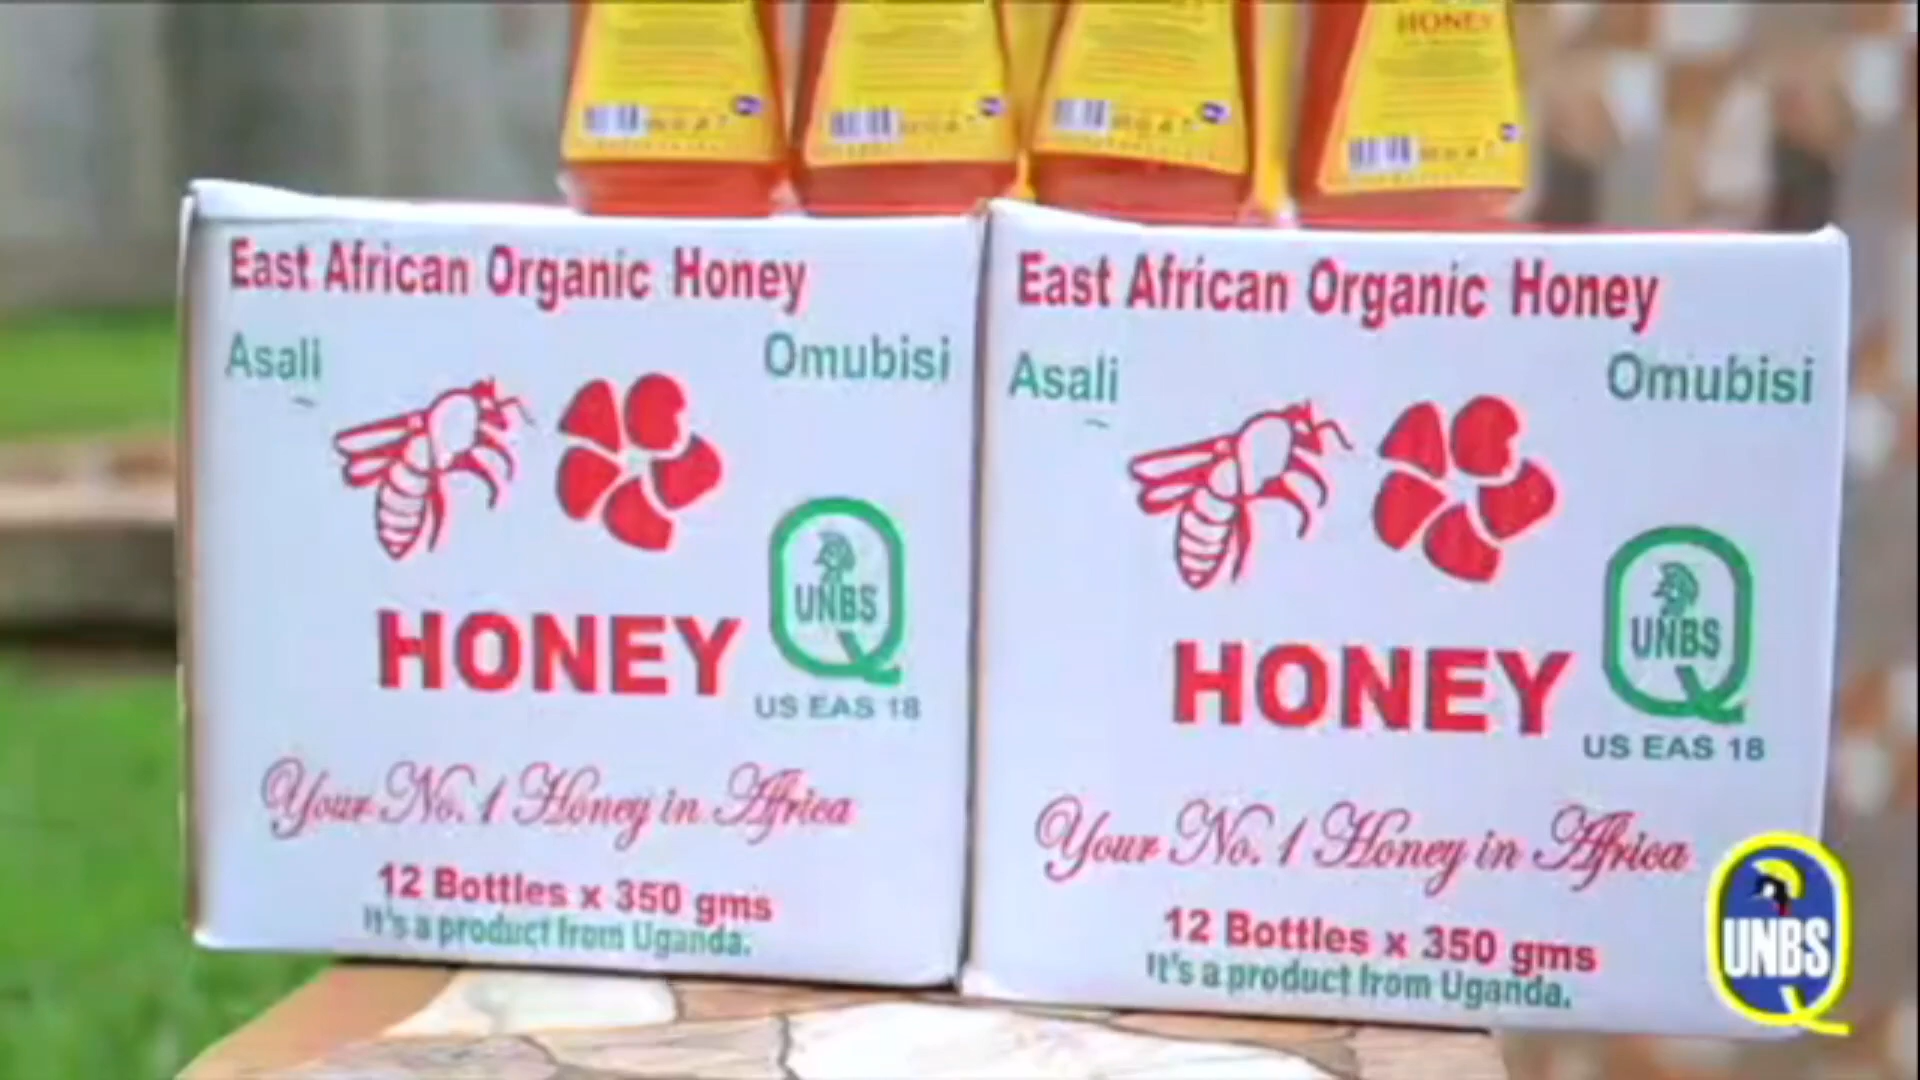 HONEY
East African Organic Honey
Asali
Omubisi
UNBS
HONEY
US EAS 18
Your No. 1 Honey in Africa
12 Bottles x 350 gms
It's a product from Uganda.
East African Organic Honey
Asali
Omubisi
UNBS
HONEY
US EAS 18
Your No. 1 Honey in Africa
12 Bottles x 350 gms
It's a product from Uganda.
UNBS